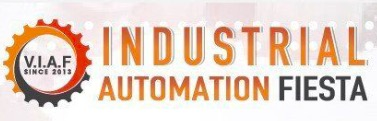 V.I.A.F
SINCE 2013
INDUSTRIAL
AUTOMATION FIESTA